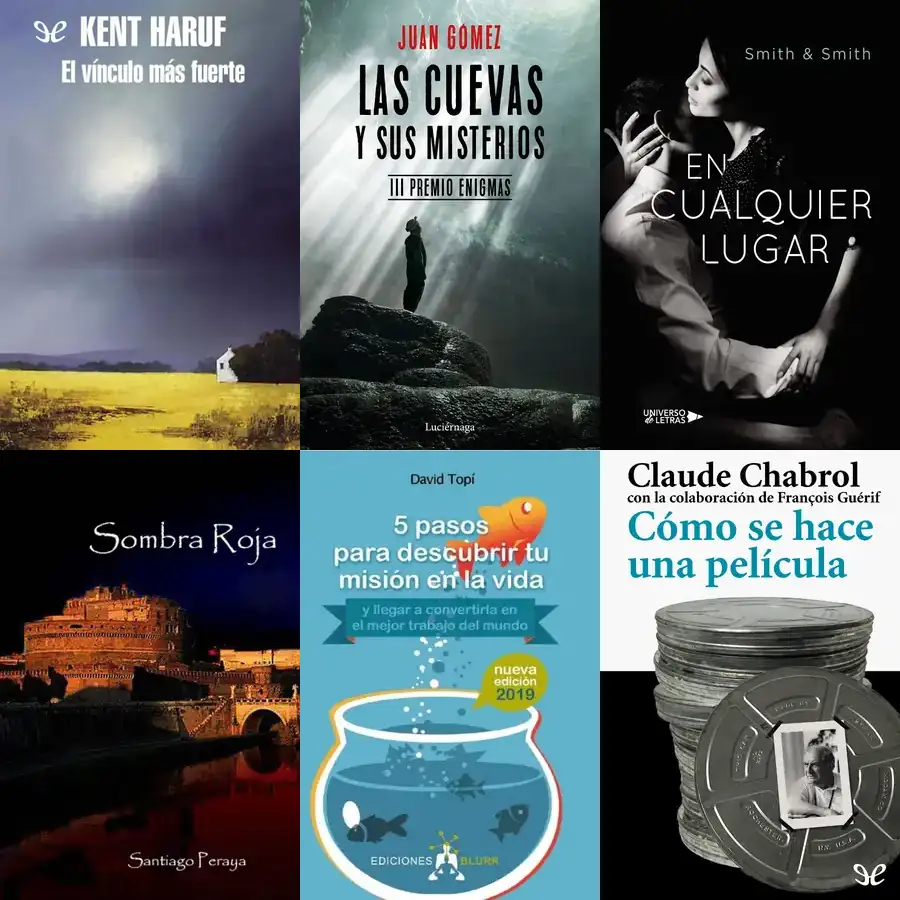 KENT HARUF
El vínculo más fuerte
JUAN GÓMEZ
LAS CUEVAS
Y SUS MISTERIOS
III PREMIO ENIGMAS
Luciérnaga
Smith & Smith
EN
CUALQUIER
LUGAR
UNIVERSO
de LETRAS
Sombra Roja
Santiago Peraya
David Topí
5 pasos
para descubrir tu
misión en la vida
y llegar a convertirla en
el mejor trabajo del mundo
nueva
edición
2019
EDICIONES BLURR
Claude Chabrol
con la colaboración de François Guérif
Cómo se hace
una película